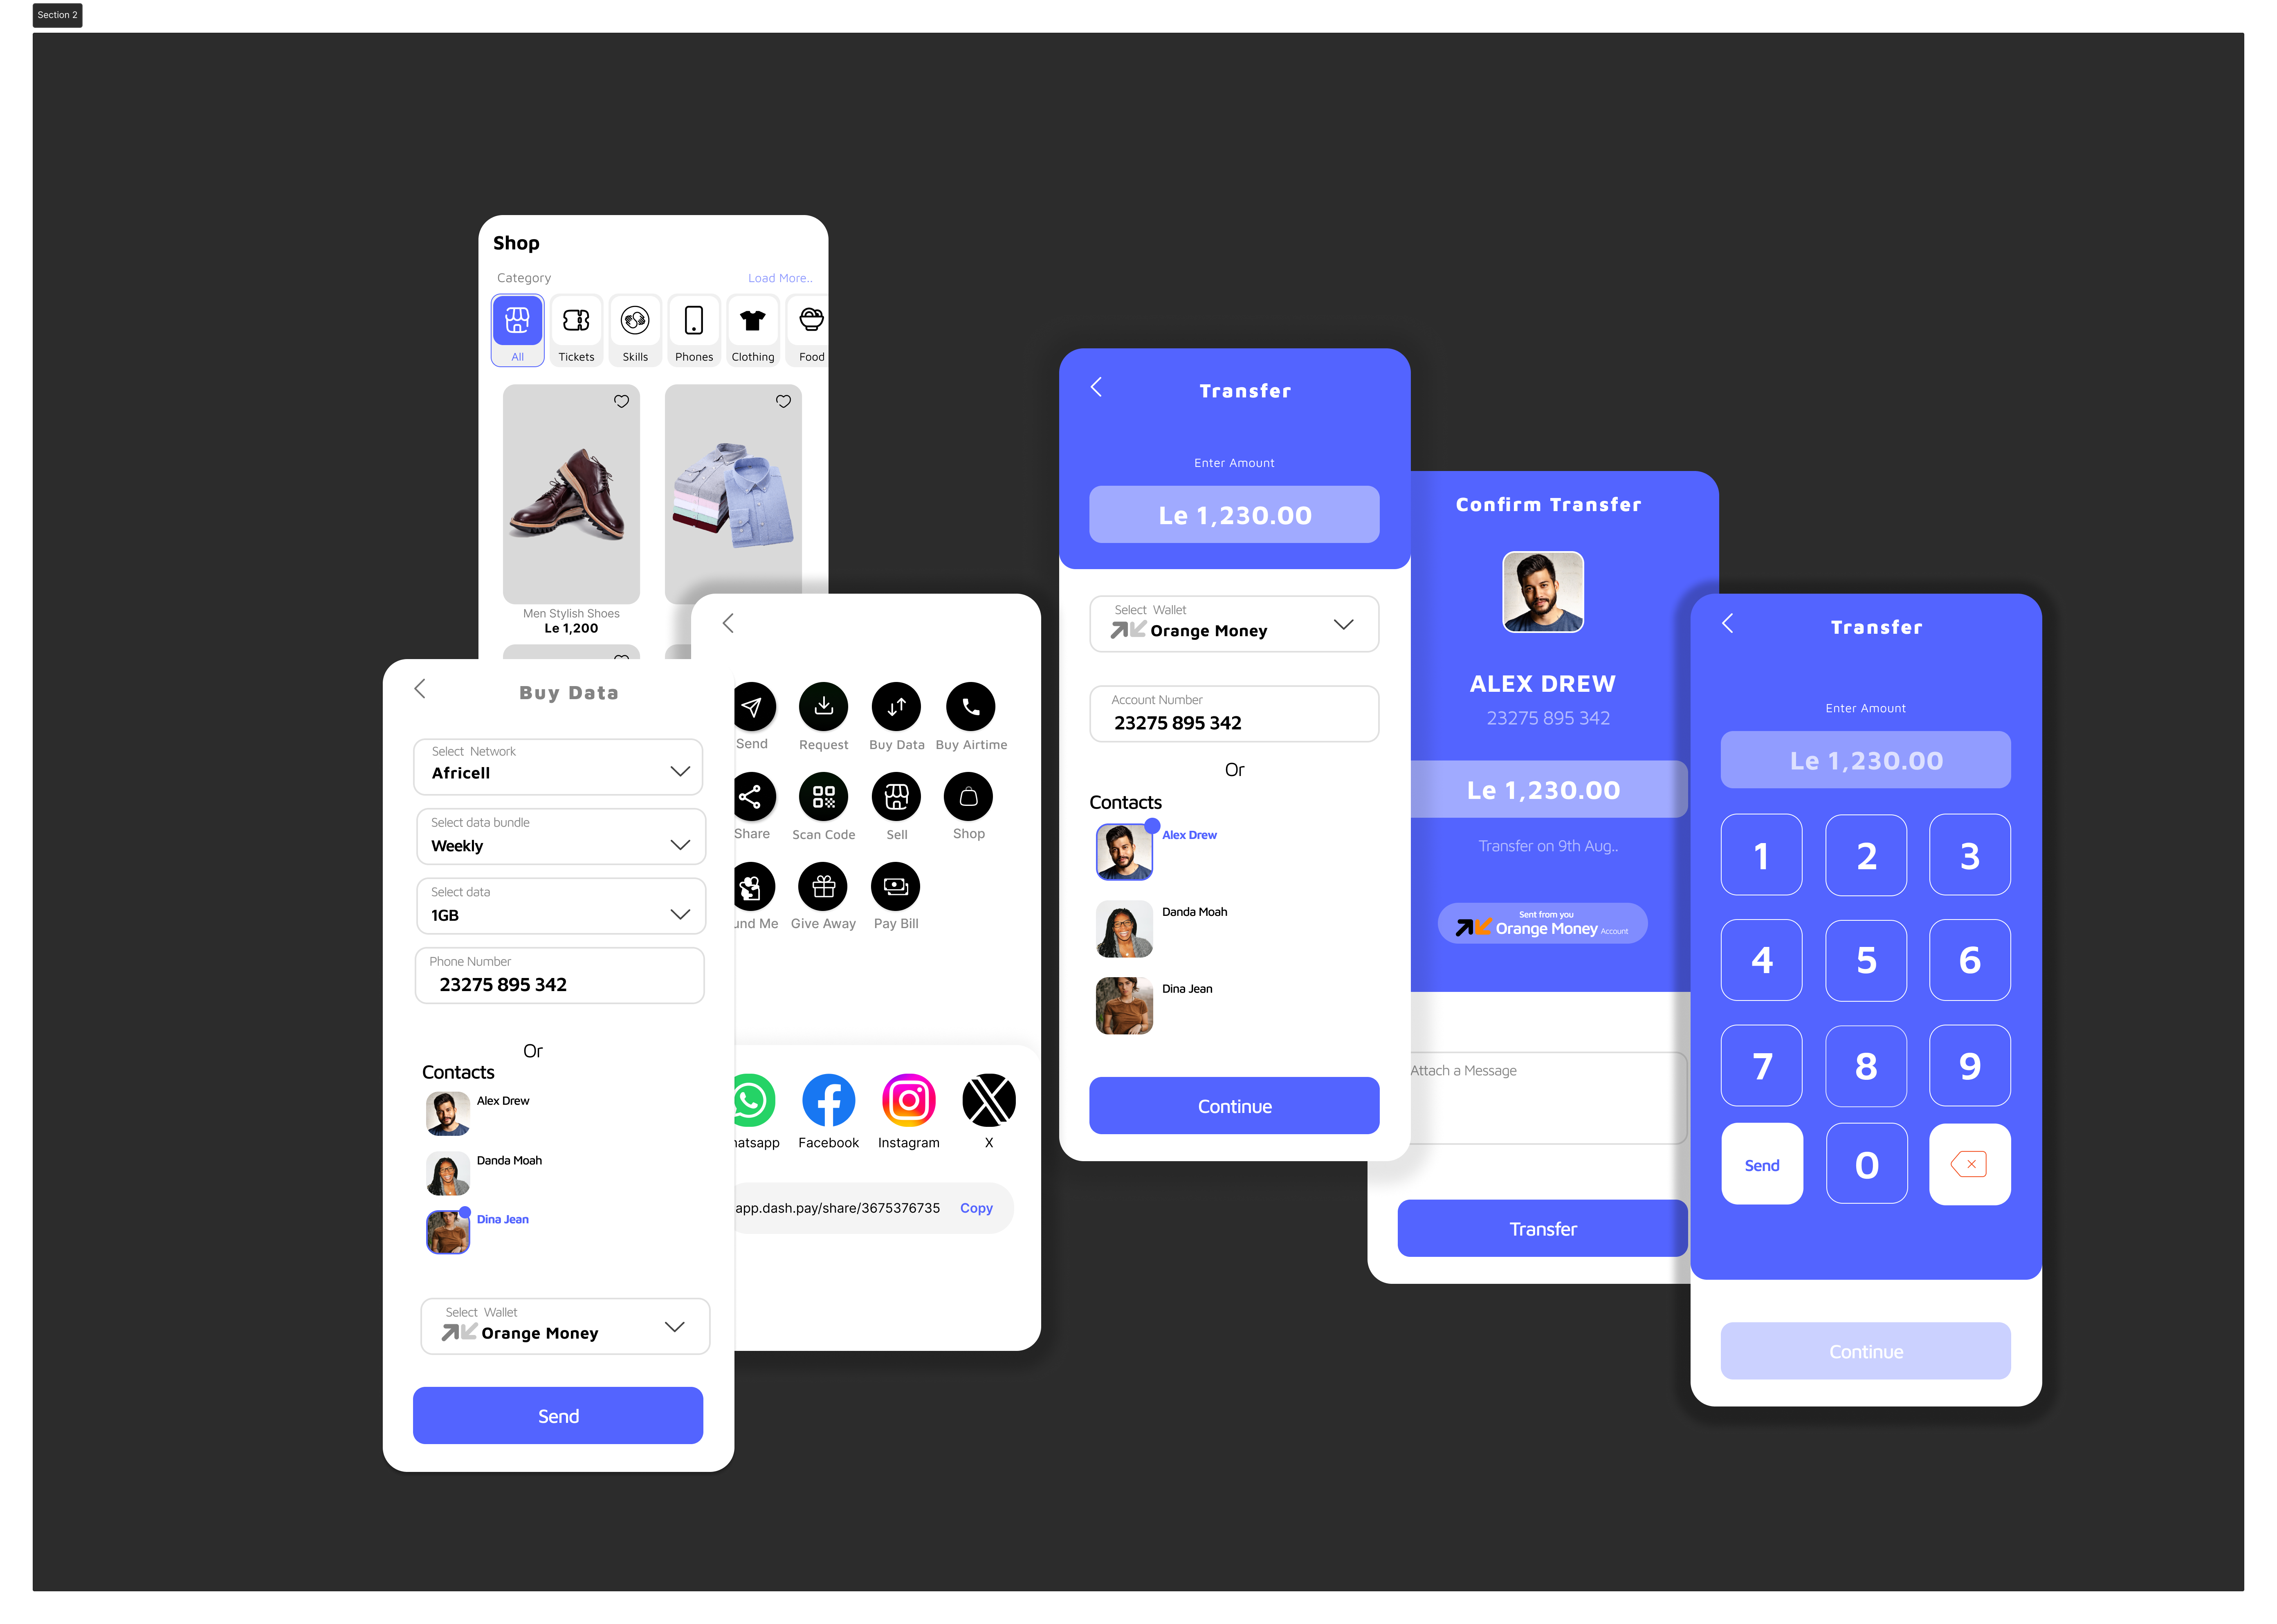 Section 2
Shop
Category
Load More..
All
Tickets
Skills
Phones
Clothing
Food
Men Stylish Shoes
Le 1,200
Buy Data
Select Network
Africell
Select data bundle
Weekly
Select data
1GB
Phone Number
23275 895 342
Or
Contacts
Alex Drew
Danda Moah
Dina Jean
Select Wallet
Orange Money
Send
Send
Request
Buy Data
Buy Airtime
Share
Scan Code
Sell
Shop
und Me
Give Away
Pay Bill
hatsapp
Facebook
Instagram
X
app.dash.pay/share/3675376735
Copy
Transfer
Enter Amount
Le 1,230.00
Select Wallet
Orange Money
Account Number
23275 895 342
Or
Contacts
Alex Drew
Danda Moah
Dina Jean
Continue
Confirm Transfer
ALEX DREW
23275 895 342
Le 1,230.00
Transfer on 9th Aug..
Sent from you
Orange Money Account
Attach a Message
Transfer
Transfer
Enter Amount
Le 1,230.00
1 2 3
4 5 6
7 8 9
Send 0
Continue